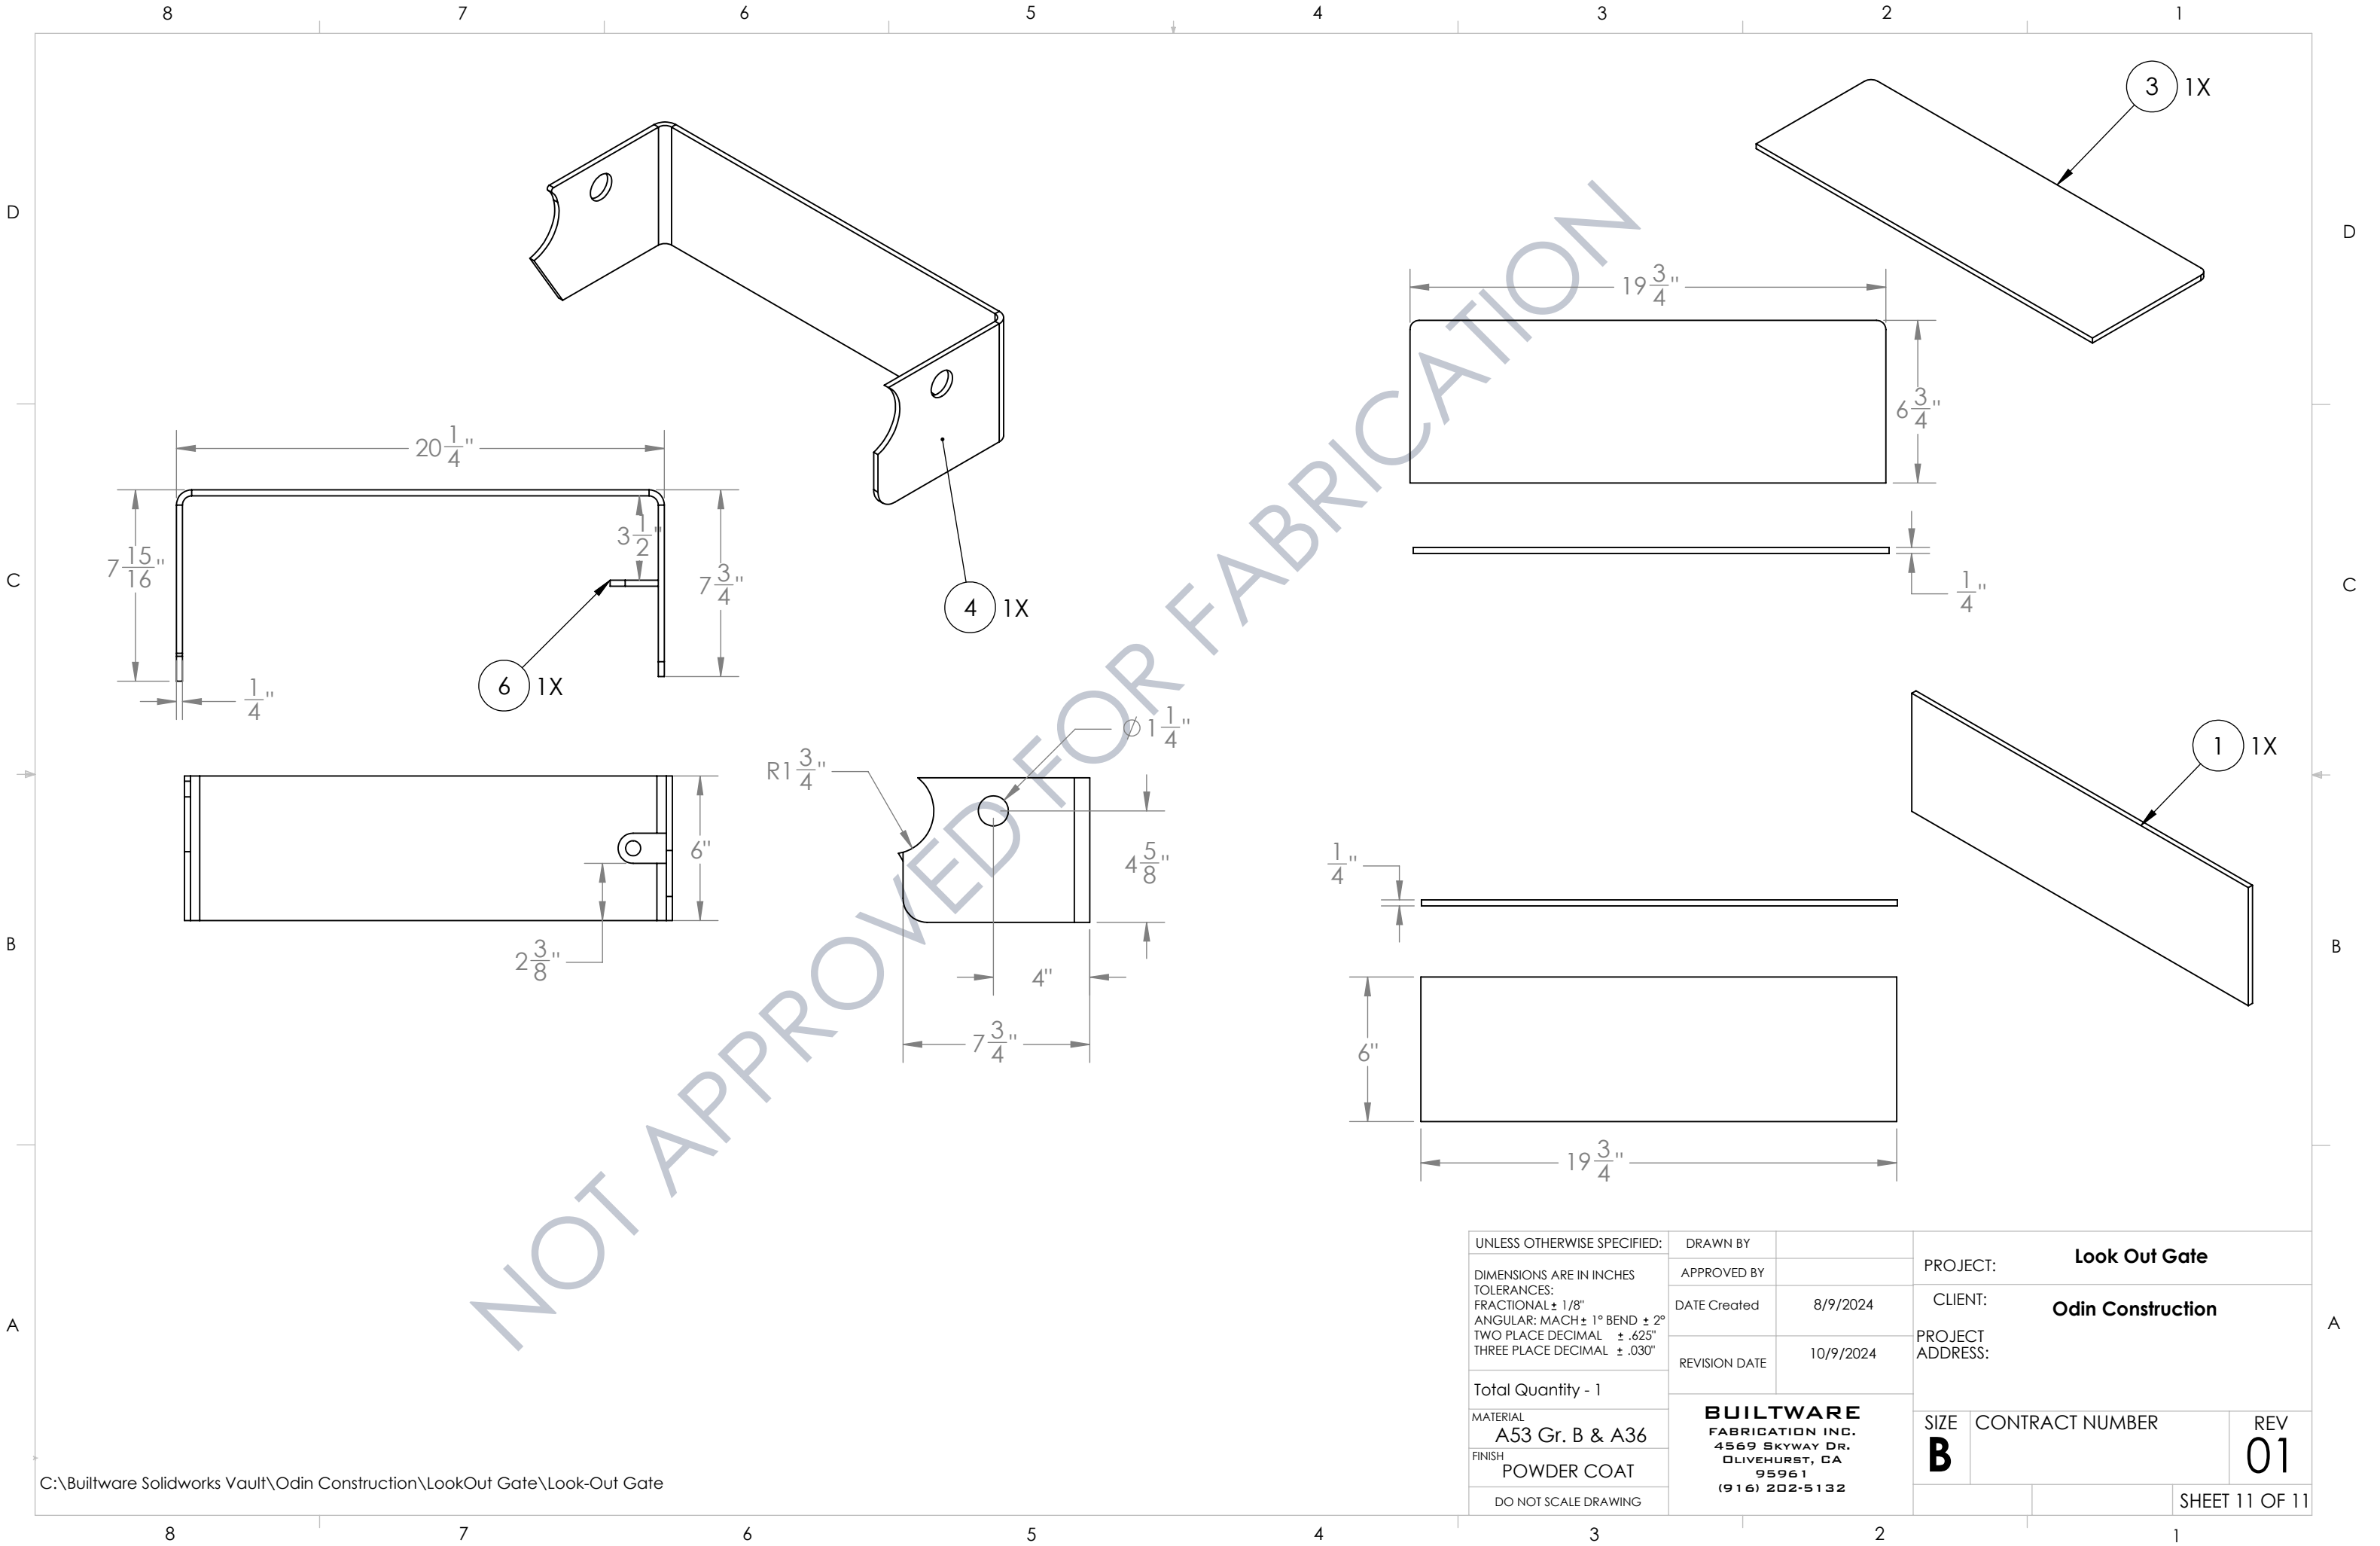 8 7 6 5 4 3 2 1
D
D
C
C
B
B
A
A
3 1X
19 3/4"
6 3/4"
1/4"
20 1/4"
7 15/16"
3 1/2"
7 3/4"
1/4"
6 1X
4 1X
1 1X
Ø1 1/4"
R1 3/4"
4 5/8"
4"
7 3/4"
6"
2 3/8"
1/4"
6"
19 3/4"
NOT APPROVED FOR FABRICATION
UNLESS OTHERWISE SPECIFIED:
DIMENSIONS ARE IN INCHES
TOLERANCES:
FRACTIONAL ± 1/8"
ANGULAR: MACH ± 1° BEND ± 2°
TWO PLACE DECIMAL ± .625"
THREE PLACE DECIMAL ± .030"
Total Quantity - 1
MATERIAL
A53 Gr. B & A36
FINISH
POWDER COAT
DO NOT SCALE DRAWING
DRAWN BY
APPROVED BY
DATE Created 8/9/2024
REVISION DATE 10/9/2024
BUILTWARE
FABRICATION INC.
4569 SKYWAY DR.
OLIVEHURST, CA
95961
(916) 202-5132
PROJECT: Look Out Gate
CLIENT: Odin Construction
PROJECT
ADDRESS:
SIZE
B
CONTRACT NUMBER
REV
01
SHEET 11 OF 11
C:\Builtware Solidworks Vault\Odin Construction\LookOut Gate\Look-Out Gate
8 7 6 5 4 3 2 1